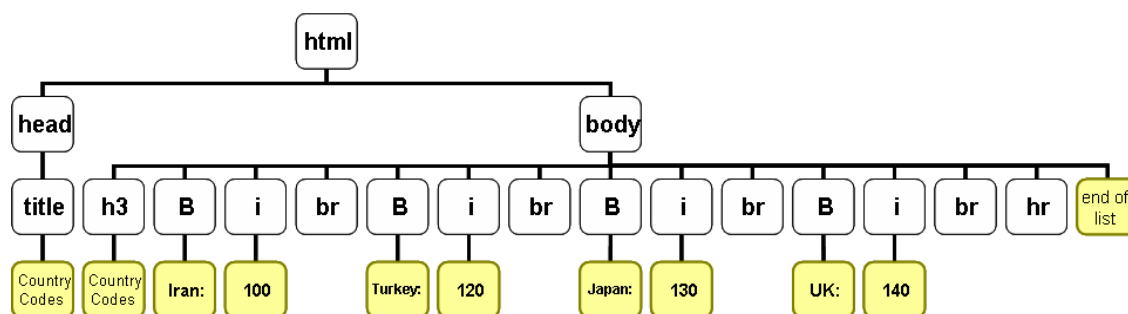 html
head body
title h3 B i br B i br B i br B i br hr end of
list
Country Country Iran: 100 Turkey: 120 Japan: 130 UK: 140
Codes Codes